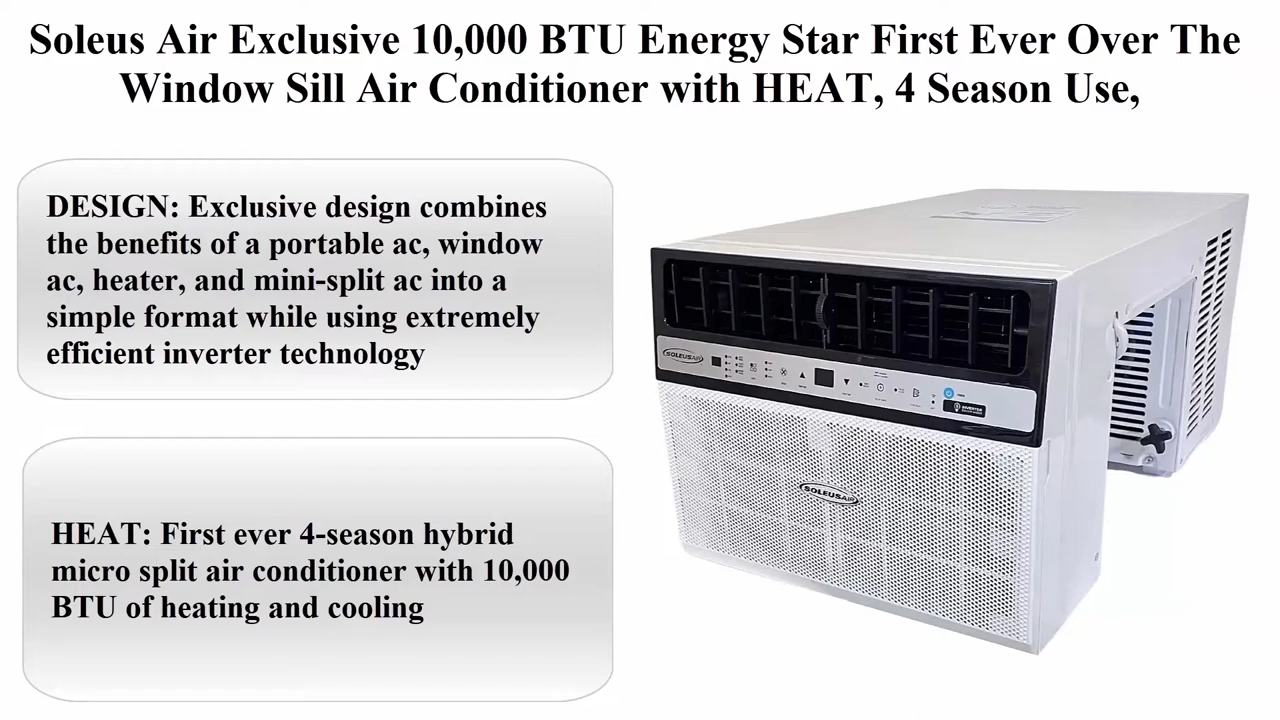 Soleus Air Exclusive 10,000 BTU Energy Star First Ever Over The
Window Sill Air Conditioner with HEAT, 4 Season Use,
DESIGN: Exclusive design combines
the benefits of a portable ac, window
ac, heater, and mini-split ac into a
simple format while using extremely
efficient inverter technology
HEAT: First ever 4-season hybrid
micro split air conditioner with 10,000
BTU of heating and cooling
SOLEUSAIR
INVERTER
SOLEUSAIR